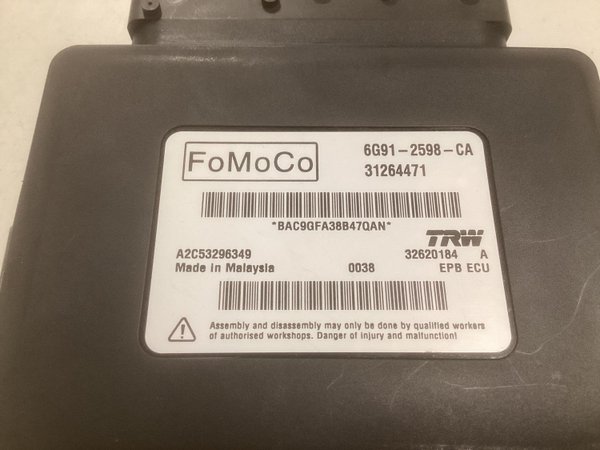 FoMoCo
6G91-2598-CA
31264471
*BAC9GFA38B47QAN*
TRW
A2C53296349
32620184 A
Made in Malaysia 0038 EPB ECU
Assembly and disassembly may only be done by qualified workers
of authorised workshops. Danger of injury and malfunction!